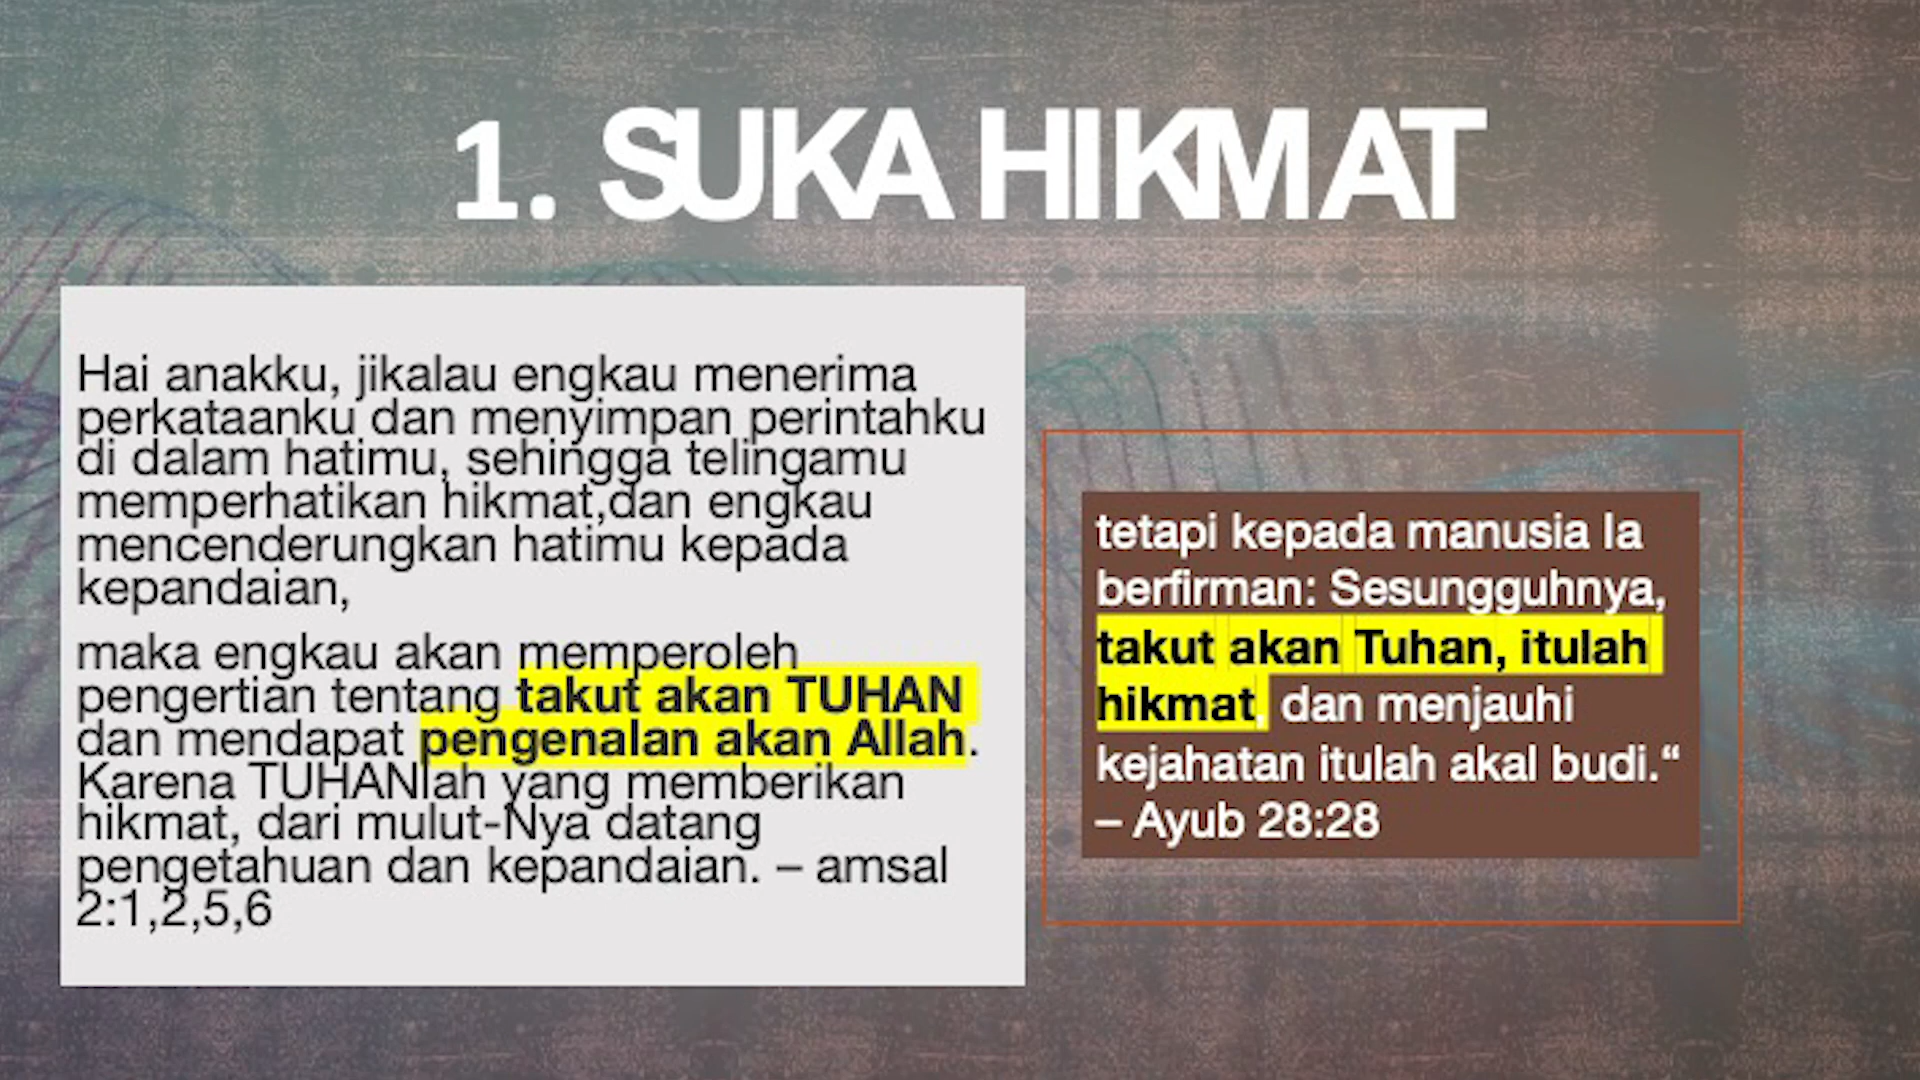 1. SUKA HIKMAT
Hai anakku, jikalau engkau menerima
perkataanku dan menyimpan perintahku
di dalam hatimu, sehingga telingamu
memperhatikan hikmat,dan engkau
mencenderungkan hatimu kepada
kepandaian,
maka engkau akan memperoleh
pengertian tentang takut akan TUHAN
dan mendapat pengenalan akan Allah.
Karena TUHANlah yang memberikan
hikmat, dari mulut-Nya datang
pengetahuan dan kepandaian. – amsal
2:1,2,5,6
tetapi kepada manusia Ia
berfirman: Sesungguhnya,
takut akan Tuhan, itulah
hikmat, dan menjauhi
kejahatan itulah akal budi.“
– Ayub 28:28